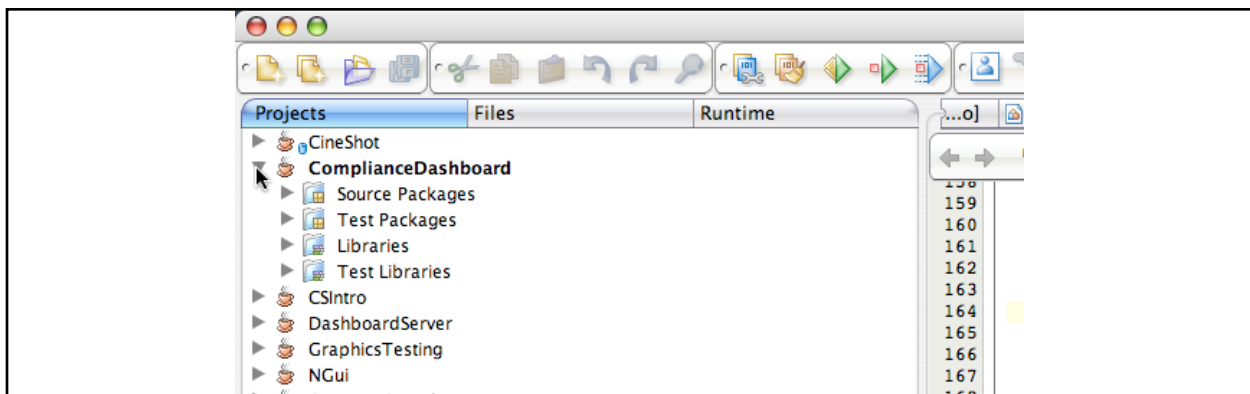 Projects Files Runtime
CineShot
ComplianceDashboard
Source Packages
Test Packages
Libraries
Test Libraries
CSIntro
DashboardServer
GraphicsTesting
NGui
...o]
158
159
160
161
162
163
164
165
166
167